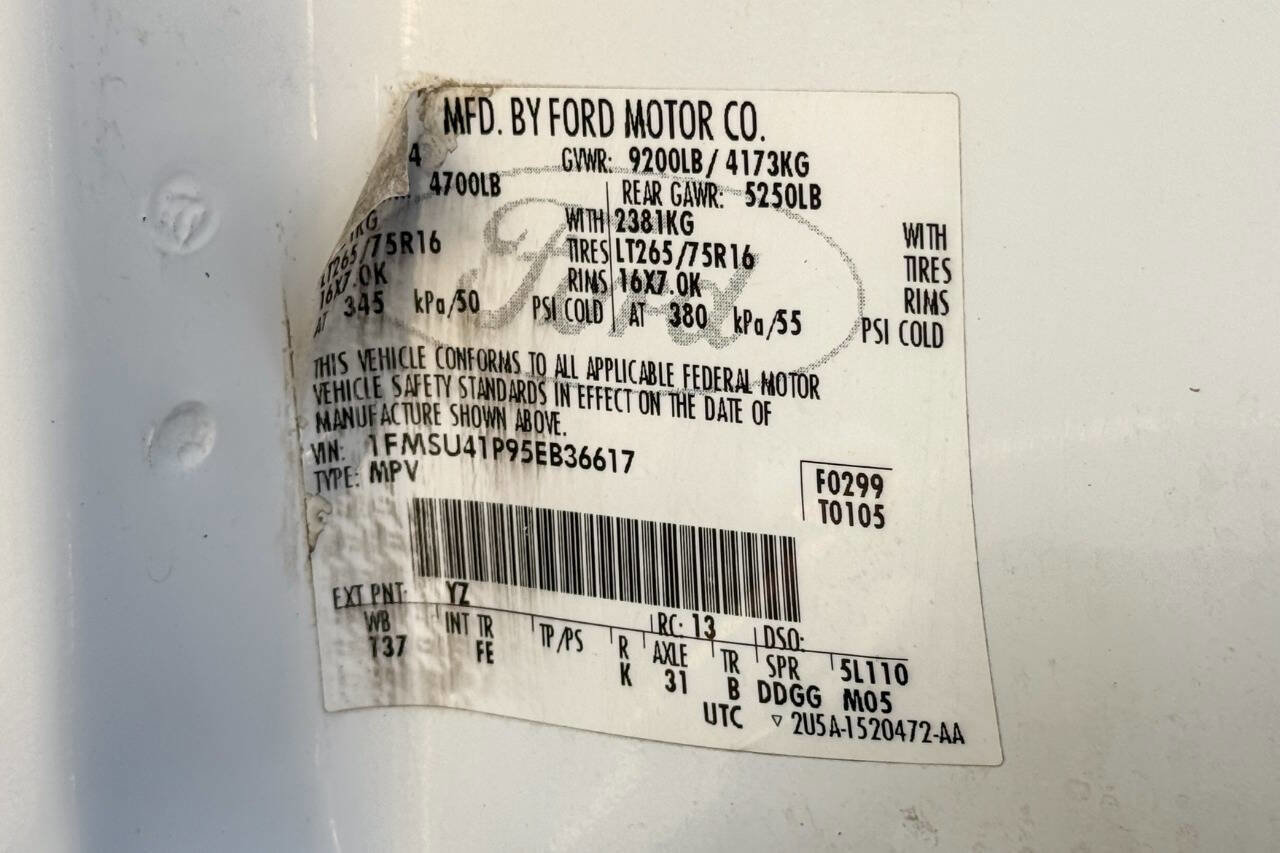 MFD. BY FORD MOTOR CO.
4 GVWR: 9200LB / 4173KG
4700LB REAR GAWR: 5250LB
KG WITH 2381KG WITH
LT265/75R16 TIRES LT265/75R16 TIRES
16X7.0K RIMS 16X7.0K RIMS
AT 345 kPa/50 PSI COLD AT 380 kPa/55 PSI COLD
THIS VEHICLE CONFORMS TO ALL APPLICABLE FEDERAL MOTOR
VEHICLE SAFETY STANDARDS IN EFFECT ON THE DATE OF
MANUFACTURE SHOWN ABOVE.
VIN: 1FMSU41P95EB36617
TYPE: MPV
F0299
T0105
EXT PNT: YZ RC: 13 DSO:
WB INT TR TP/PS R AXLE TR SPR 5L110
137 FE K 31 B DDGG M05
UTC ▽ 2U5A-1520472-AA
Ford